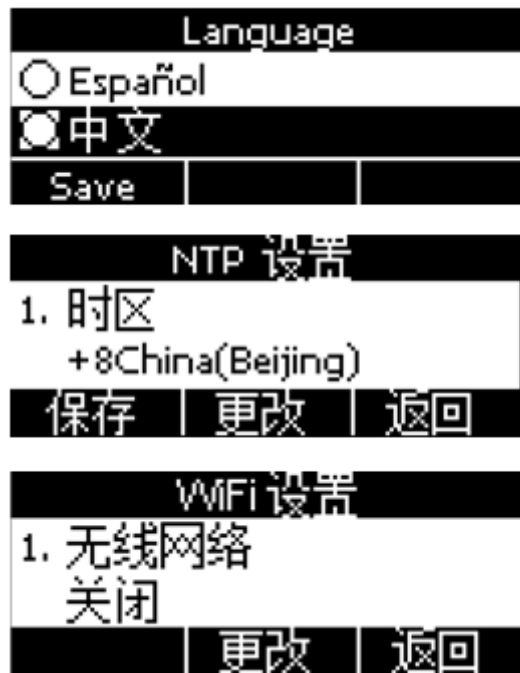 Language
Español
中文
Save
NTP 设置
1. 时区
+8China(Beijing)
保存 更改 返回
WiFi 设置
1. 无线网络
关闭
更改 返回